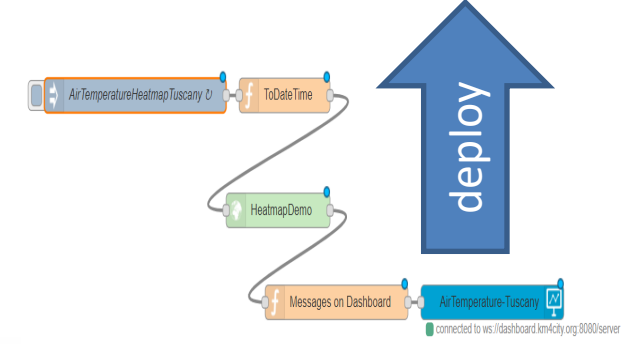 AirTemperatureHeatmapTuscany ↻
ToDateTime
deploy
HeatmapDemo
Messages on Dashboard
AirTemperature-Tuscany
connected to ws://dashboard.km4city.org:8080/server